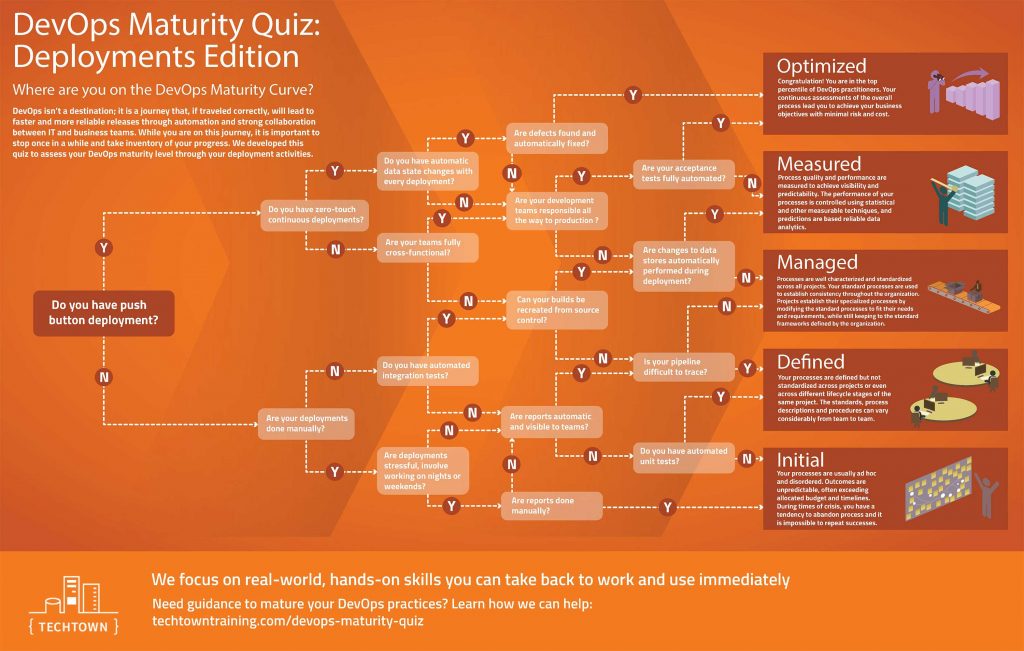 DevOps Maturity Quiz:
Deployments Edition
Where are you on the DevOps Maturity Curve?
DevOps isn't a destination; it is a journey that, if traveled correctly, will lead to
faster and more reliable releases through automation and strong collaboration
between IT and business teams. While you are on this journey, it is important to
stop once in a while and take inventory of your progress. We developed this
quiz to assess your DevOps maturity level through your deployment activities.
Do you have push
button deployment?
Y
N
Do you have zero-touch
continuous deployments?
Y
N
Are your deployments
done manually?
N
Y
Do you have automatic
data state changes with
every deployment?
Y
N
Are your teams fully
cross-functional?
Y
N
Do you have automated
integration tests?
Y
N
Are deployments
stressful, involve
working on nights or
weekends?
N
Y
Are defects found and
automatically fixed?
Y
N
Are your development
teams responsible all
the way to production ?
Y
N
Can your builds be
recreated from source
control?
Y
N
Are reports automatic
and visible to teams?
Y
N
Are reports done
manually?
N
Y
Are your acceptance
tests fully automated?
Y
N
Are changes to data
stores automatically
performed during
deployment?
Y
N
Is your pipeline
difficult to trace?
N
Y
Do you have automated
unit tests?
Y
N
Optimized
Congratulation! You are in the top
percentile of DevOps practitioners. Your
continuous assessments of the overall
process lead you to achieve your business
objectives with minimal risk and cost.
Measured
Process quality and performance are
measured to achieve visibility and
predictability. The performance of your
processes is controlled using statistical
and other measurable techniques, and
predictions are based reliable data
analytics.
Managed
Processes are well characterized and standardized
across all projects. Your standard processes are used
to establish consistency throughout the organization.
Projects establish their specialized processes by
modifying the standard processes to fit their needs
and requirements, while still keeping to the standard
frameworks defined by the organization.
Defined
Your processes are defined but not
standardized across projects or even
across different lifecycle stages of the
same project. The standards, process
descriptions and procedures can vary
considerably from team to team.
Initial
Your processes are usually ad hoc
and disordered. Outcomes are
unpredictable, often exceeding
allocated budget and timelines.
During times of crisis, you have a
tendency to abandon process and it
is impossible to repeat successes.
{ TECHTOWN }
We focus on real-world, hands-on skills you can take back to work and use immediately
Need guidance to mature your DevOps practices? Learn how we can help:
techtowntraining.com/devops-maturity-quiz